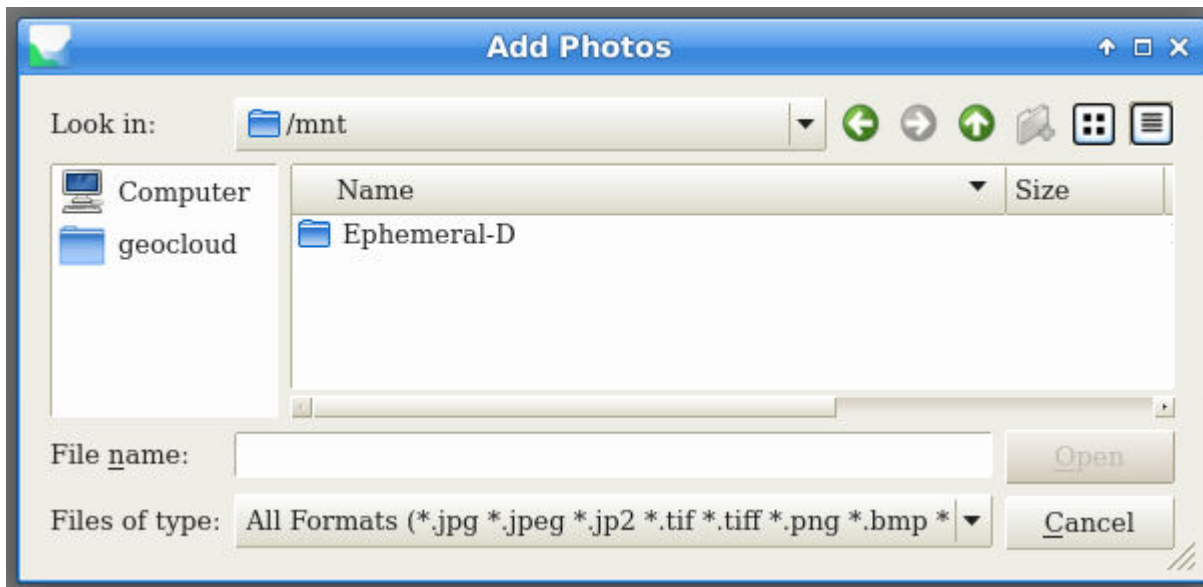 Add Photos
Look in: /mnt
Computer
geocloud
Name Size
Ephemeral-D
File name:
Open
Files of type: All Formats (*.jpg *.jpeg *.jp2 *.tif *.tiff *.png *.bmp *
Cancel